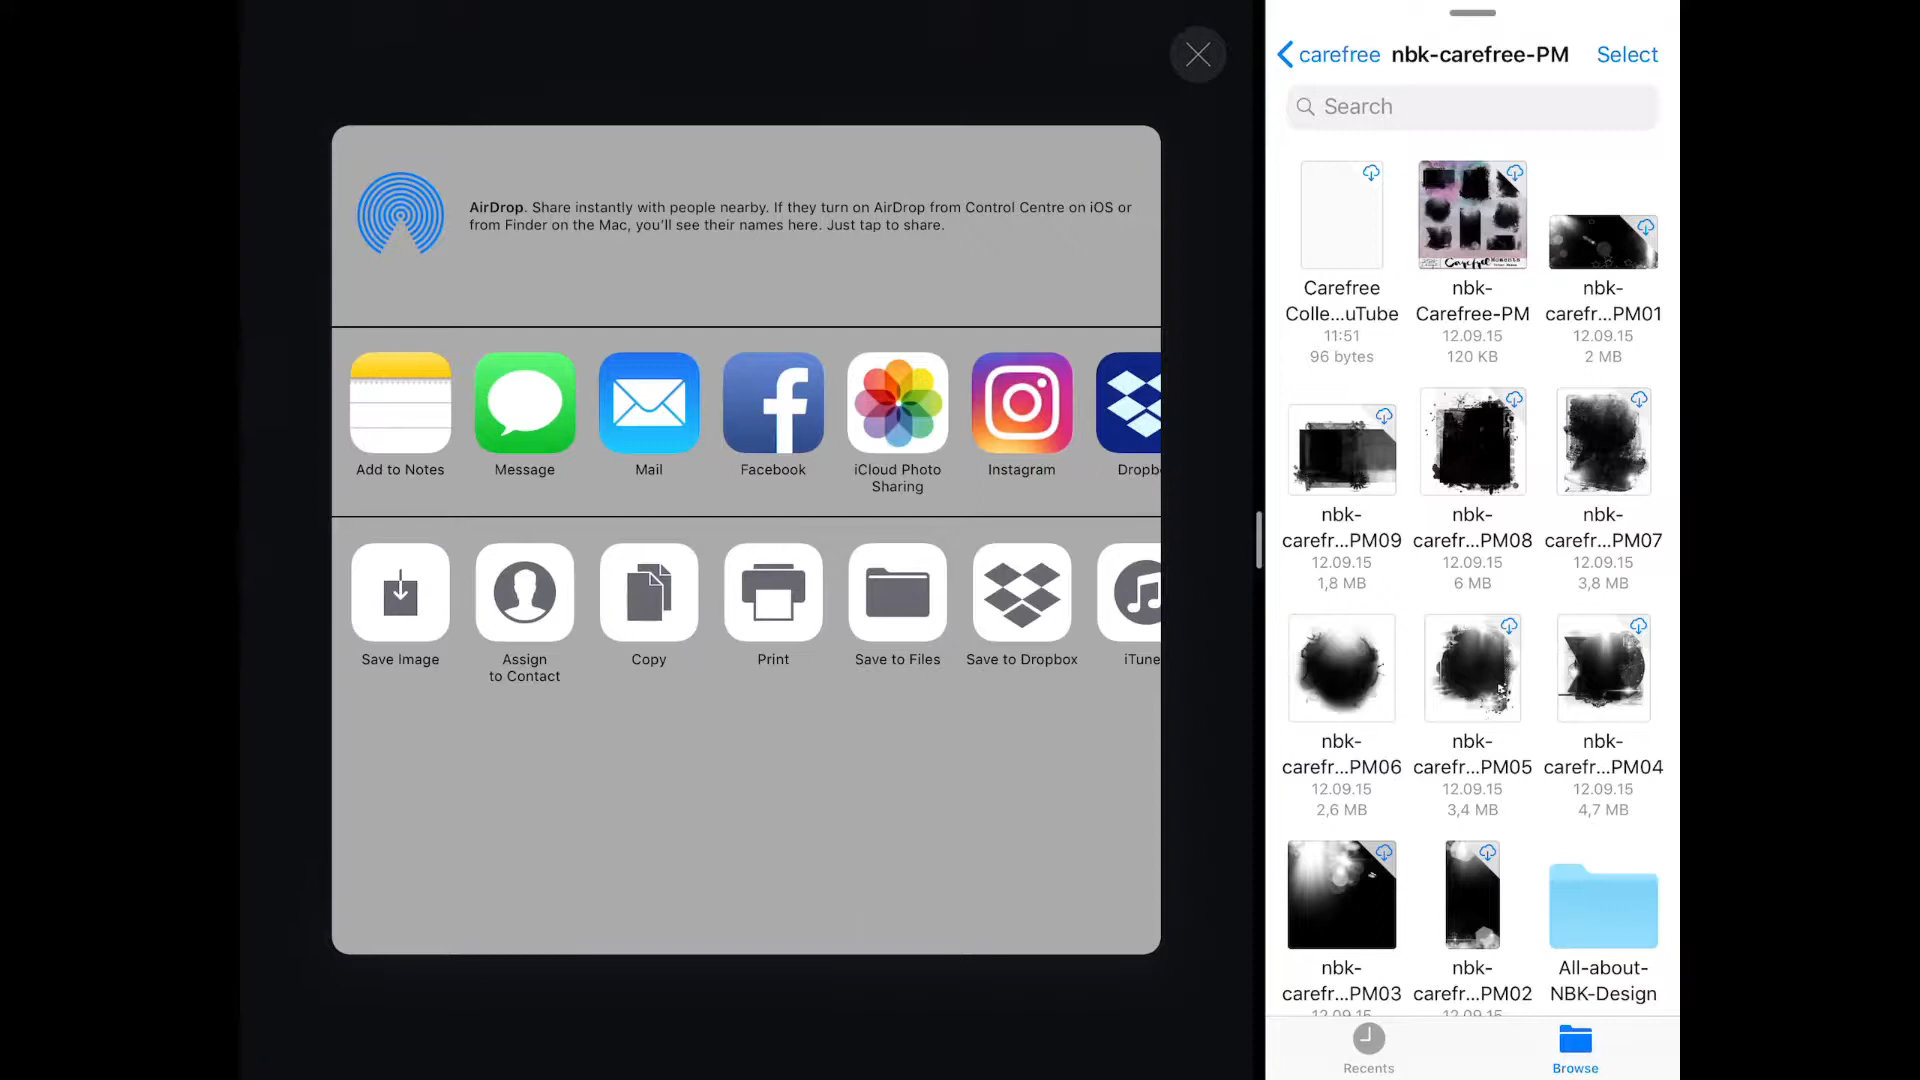 AirDrop. Share instantly with people nearby. If they turn on AirDrop from Control Centre on iOS or
from Finder on the Mac, you'll see their names here. Just tap to share.
Add to Notes
Message
Mail
Facebook
iCloud Photo
Sharing
Instagram
Dropb
Save Image
Assign
to Contact
Copy
Print
Save to Files
Save to Dropbox
iTune
carefree
nbk-carefree-PM
Select
Search
Carefree
Colle...uTube
11:51
96 bytes
nbk-
Carefree-PM
12.09.15
120 KB
nbk-
carefr...PM01
12.09.15
2 MB
nbk-
carefr...PM09
12.09.15
1,8 MB
nbk-
carefr...PM08
12.09.15
6 MB
nbk-
carefr...PM07
12.09.15
3,8 MB
nbk-
carefr...PM06
12.09.15
2,6 MB
nbk-
carefr...PM05
12.09.15
3,4 MB
nbk-
carefr...PM04
12.09.15
4,7 MB
nbk-
carefr...PM03
12.09.15
nbk-
carefr...PM02
12.09.15
All-about-
NBK-Design
Recents
Browse